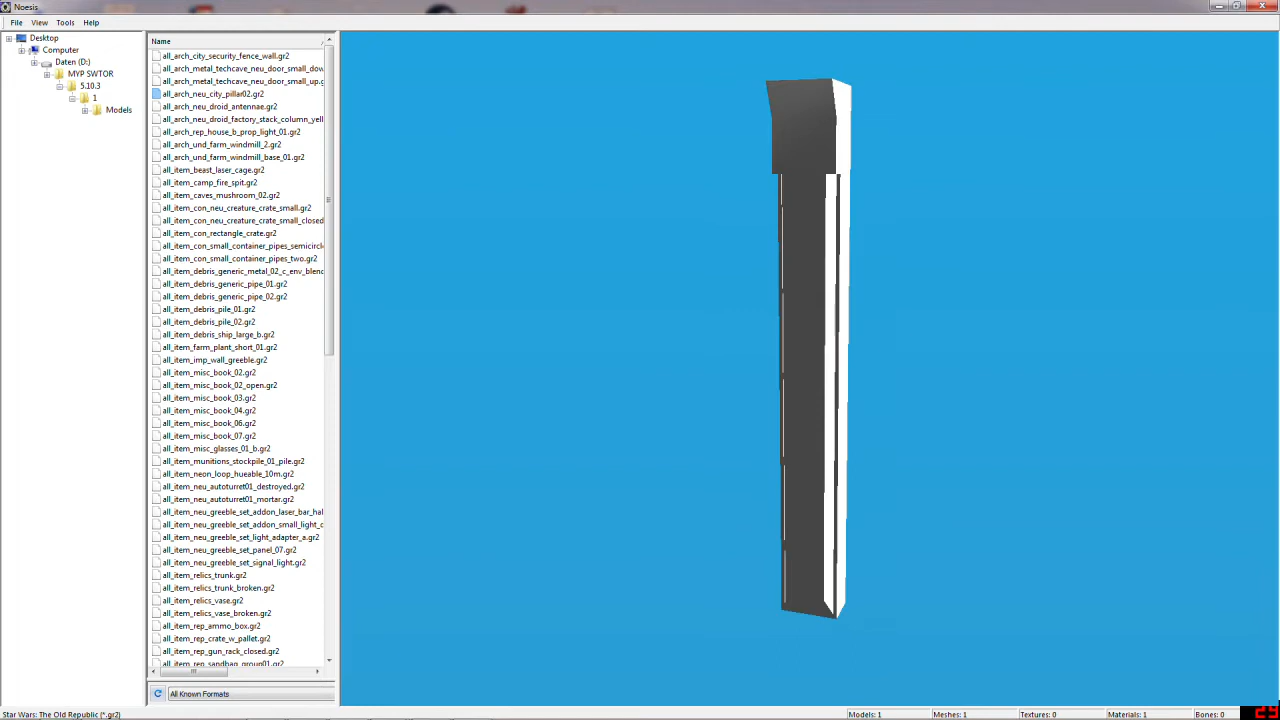 Noesis
File View Tools Help
Desktop
Computer
Daten (D:)
MYP SWTOR
5.10.3
1
Models
Name
all_arch_city_security_fence_wall.gr2
all_arch_metal_techcave_neu_door_small_dow
all_arch_metal_techcave_neu_door_small_up.g
all_arch_neu_city_pillar02.gr2
all_arch_neu_droid_antennae.gr2
all_arch_neu_droid_factory_stack_column_yell
all_arch_rep_house_b_prop_light_01.gr2
all_arch_und_farm_windmill_2.gr2
all_arch_und_farm_windmill_base_01.gr2
all_item_beast_laser_cage.gr2
all_item_camp_fire_spit.gr2
all_item_caves_mushroom_02.gr2
all_item_con_neu_creature_crate_small.gr2
all_item_con_neu_creature_crate_small_closed
all_item_con_rectangle_crate.gr2
all_item_con_small_container_pipes_semicircle
all_item_con_small_container_pipes_two.gr2
all_item_debris_generic_metal_02_c_env_blend
all_item_debris_generic_pipe_01.gr2
all_item_debris_generic_pipe_02.gr2
all_item_debris_pile_01.gr2
all_item_debris_pile_02.gr2
all_item_debris_ship_large_b.gr2
all_item_farm_plant_short_01.gr2
all_item_imp_wall_greeble.gr2
all_item_misc_book_02.gr2
all_item_misc_book_02_open.gr2
all_item_misc_book_03.gr2
all_item_misc_book_04.gr2
all_item_misc_book_06.gr2
all_item_misc_book_07.gr2
all_item_misc_glasses_01_b.gr2
all_item_munitions_stockpile_01_pile.gr2
all_item_neon_loop_hueable_10m.gr2
all_item_neu_autoturret01_destroyed.gr2
all_item_neu_autoturret01_mortar.gr2
all_item_neu_greeble_set_addon_laser_bar_hal
all_item_neu_greeble_set_addon_small_light_c
all_item_neu_greeble_set_light_adapter_a.gr2
all_item_neu_greeble_set_panel_07.gr2
all_item_neu_greeble_set_signal_light.gr2
all_item_relics_trunk.gr2
all_item_relics_trunk_broken.gr2
all_item_relics_vase.gr2
all_item_relics_vase_broken.gr2
all_item_rep_ammo_box.gr2
all_item_rep_crate_w_pallet.gr2
all_item_rep_gun_rack_closed.gr2
all_item_rep_sandbag_group01.gr2
All Known Formats
Star Wars: The Old Republic (*.gr2) Models: 1 Meshes: 1 Textures: 0 Materials: 1 Bones: 0